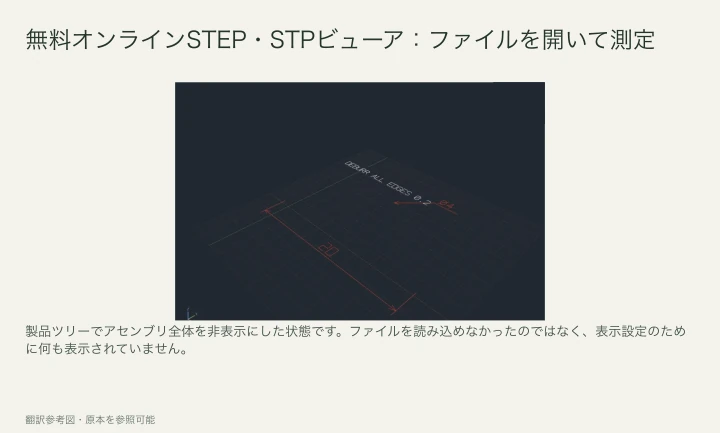 無料オンラインSTEP・STPビューア：ファイルを開いて測定
DEBURR ALL EDGES 0.2
Ø4
20
製品ツリーでアセンブリ全体を非表示にした状態です。ファイルを読み込めなかったのではなく、表示設定のため
に何も表示されていません。
翻訳参考図・原本を参照可能